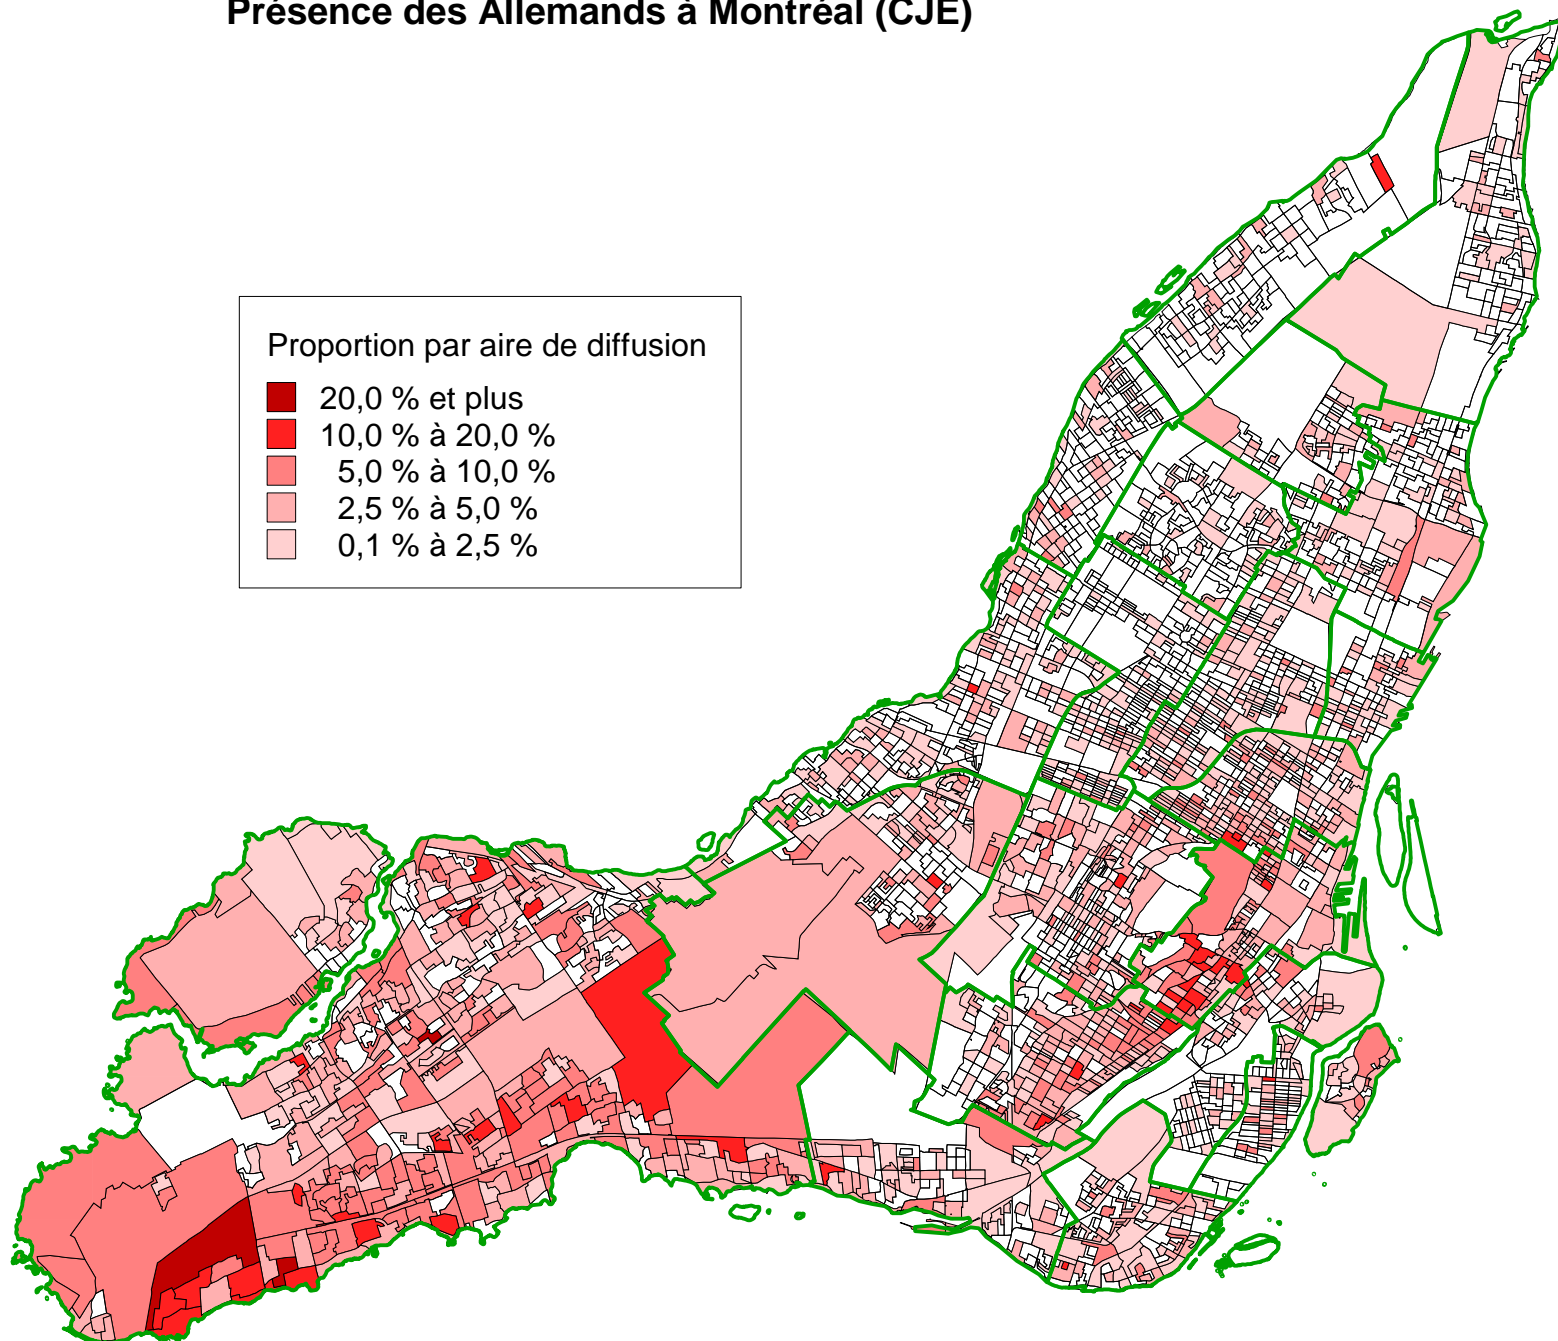 Présence des Allemands à Montréal (CJE)
Proportion par aire de diffusion
20,0 % et plus
10,0 % à 20,0 %
5,0 % à 10,0 %
2,5 % à 5,0 %
0,1 % à 2,5 %